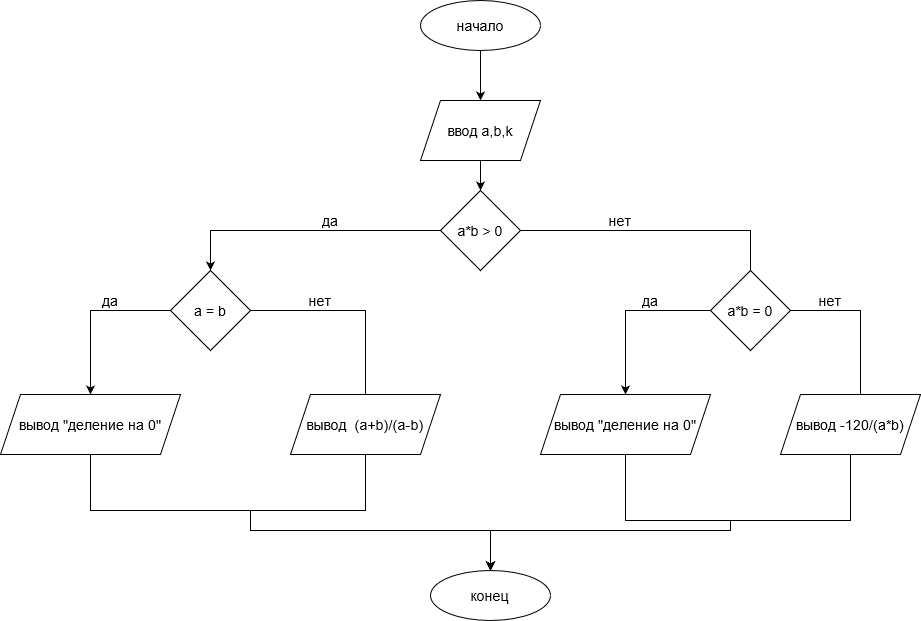 начало
ввод a,b,k
a*b > 0
да
нет
a = b
да
нет
a*b = 0
да
нет
вывод "деление на 0"
вывод (a+b)/(a-b)
вывод "деление на 0"
вывод -120/(a*b)
конец